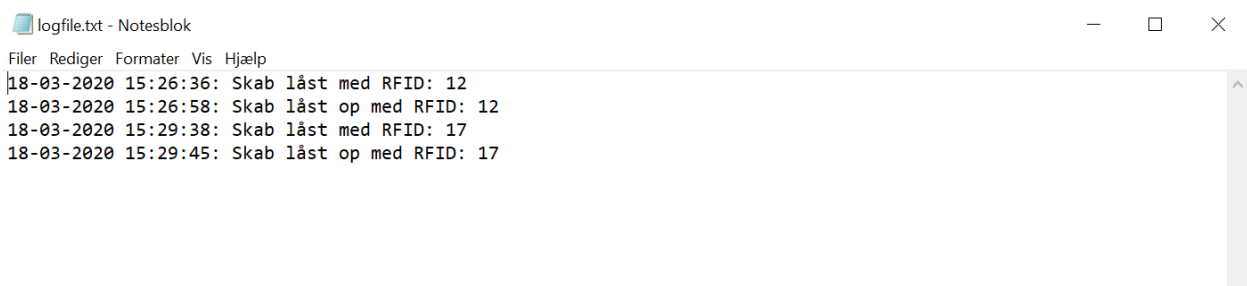 logfile.txt - Notesblok
Filer Rediger Formater Vis Hjælp
18-03-2020 15:26:36: Skab låst med RFID: 12
18-03-2020 15:26:58: Skab låst op med RFID: 12
18-03-2020 15:29:38: Skab låst med RFID: 17
18-03-2020 15:29:45: Skab låst op med RFID: 17